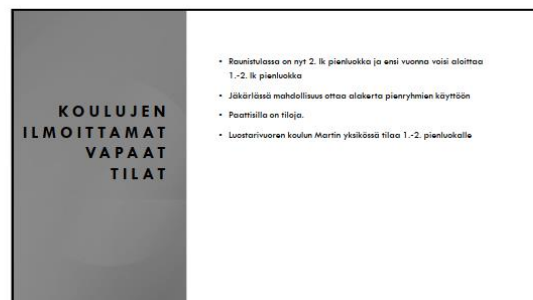 KOULUJEN
ILMOITTAMAT
VAPAAT
TILAT
• Raunistulassa on nyt 2. lk pienluokka ja ensi vuonna voisi aloittaa
1.-2. lk pienluokka
• Jäkärlässä mahdollisuus ottaa alakerta pienryhmien käyttöön
• Paattisilla on tiloja.
• Luostarivuoren koulun Martin yksikössä tilaa 1.-2. pienluokalle